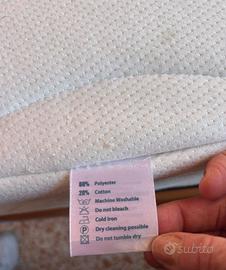 80% Polyester
20% Cotton
Machine Washable
Do not bleach
Cold Iron
P Dry cleaning possible
Do not tumble dry
subito